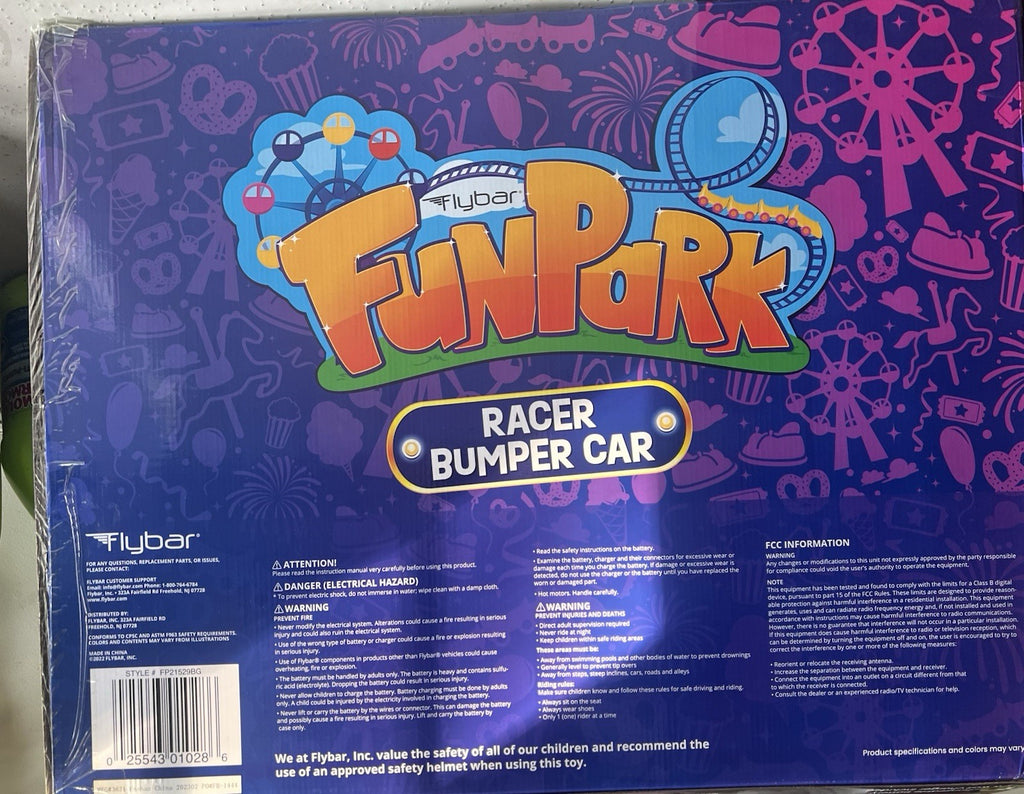 Flybar
FUNPARK
RACER
BUMPER CAR
Flybar®
FOR ANY QUESTIONS, REPLACEMENT PARTS, OR ISSUES,
PLEASE CONTACT:
FLYBAR CUSTOMER SUPPORT
Email: info@flybar.com Phone: 1-800-764-6784
Flybar, Inc. • 323A Fairfield Rd Freehold, NJ 07728
www.flybar.com
DISTRIBUTED BY:
FLYBAR, INC. 323A FAIRFIELD RD
FREEHOLD, NJ 07728
CONFORMS TO CPSC AND ASTM F963 SAFETY REQUIREMENTS.
COLORS AND CONTENTS MAY VARY FROM ILLUSTRATIONS
MADE IN CHINA
©2022 FLYBAR, INC.
STYLE # FP21529BG
0 25543 01028 6
⚠ ATTENTION!
Please read the instruction manual very carefully before using this product.
⚠ DANGER (ELECTRICAL HAZARD)
• To prevent electric shock, do not immerse in water; wipe clean with a damp cloth.
⚠ WARNING
PREVENT FIRE
• Never modify the electrical system. Alterations could cause a fire resulting in serious
injury and could also ruin the electrical system.
• Use of the wrong type of battery or charger could cause a fire or explosion resulting
in serious injury.
• Use of Flybar® components in products other than Flybar® vehicles could cause
overheating, fire or explosion.
• The battery must be handled by adults only. The battery is heavy and contains sulfu-
ric acid (electrolyte). Dropping the battery could result in serious injury.
• Never allow children to charge the battery. Battery charging must be done by adults
only. A child could be injured by the electricity involved in charging the battery.
• Never lift or carry the battery by the wires or connector. This can damage the battery
and possibly cause a fire resulting in serious injury. Lift and carry the battery by
case only.
• Read the safety instructions on the battery.
• Examine the battery, charger and their connectors for excessive wear or
damage each time you charge the battery. If damage or excessive wear is
detected, do not use the charger or the battery until you have replaced the
worn or damaged part.
• Hot motors. Handle carefully.
⚠ WARNING
PREVENT INJURIES AND DEATHS
• Direct adult supervision required
• Never ride at night
• Keep children within safe riding areas
These areas must be:
• Away from swimming pools and other bodies of water to prevent drownings
• Generally level to prevent tip overs
• Away from steps, steep inclines, cars, roads and alleys
Riding rules:
Make sure children know and follow these rules for safe driving and riding.
• Always sit on the seat
• Always wear shoes
• Only 1 (one) rider at a time
FCC INFORMATION
WARNING
Any changes or modifications to this unit not expressly approved by the party responsible
for compliance could void the user's authority to operate the equipment.
NOTE
This equipment has been tested and found to comply with the limits for a Class B digital
device, pursuant to part 15 of the FCC Rules. These limits are designed to provide reason-
able protection against harmful interference in a residential installation. This equipment
generates, uses and can radiate radio frequency energy and, if not installed and used in
accordance with instructions may cause harmful interference to radio communications.
However, there is no guarantee that interference will not occur in a particular installation.
If this equipment does cause harmful interference to radio or television reception, which
can be determined by turning the equipment off and on, the user is encouraged to try to
correct the interference by one or more of the following measures:
• Reorient or relocate the receiving antenna.
• Increase the separation between the equipment and receiver.
• Connect the equipment into an outlet on a circuit different from that
to which the receiver is connected.
• Consult the dealer or an experienced radio/TV technician for help.
We at Flybar, Inc. value the safety of all of our children and recommend the
use of an approved safety helmet when using this toy.
Product specifications and colors may vary